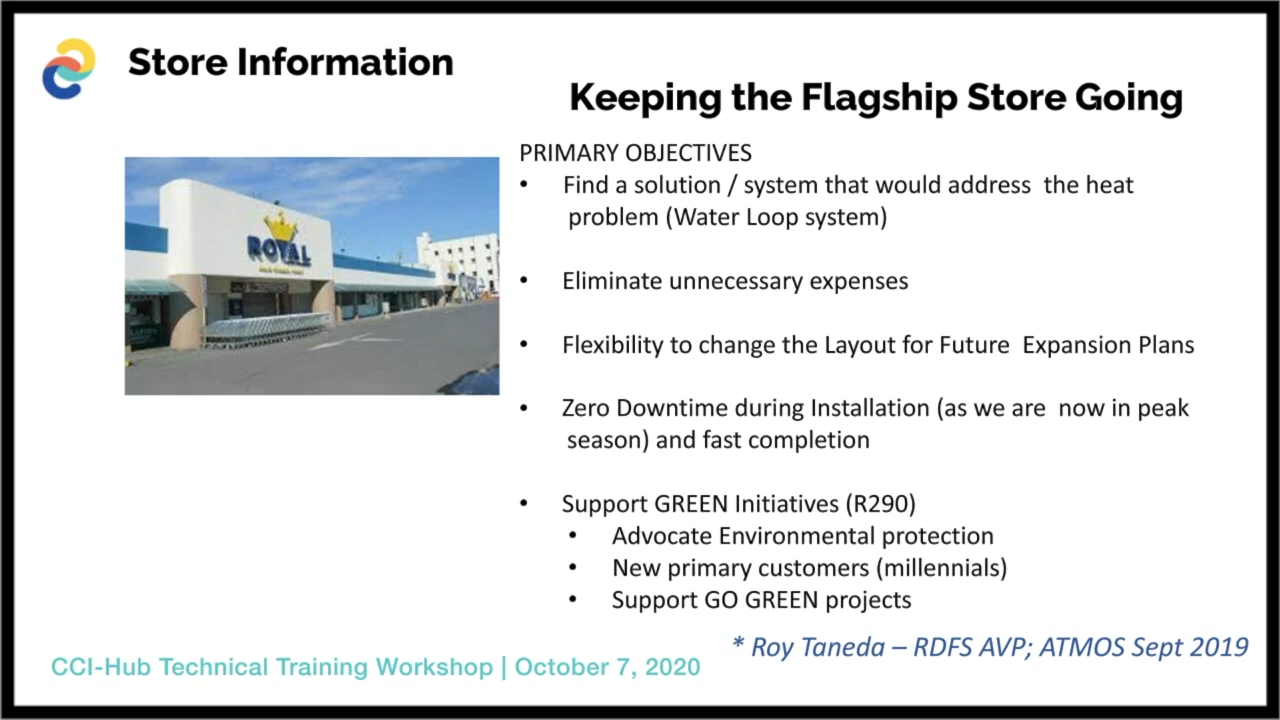 Store Information
Keeping the Flagship Store Going
PRIMARY OBJECTIVES
• Find a solution / system that would address the heat
problem (Water Loop system)
• Eliminate unnecessary expenses
• Flexibility to change the Layout for Future Expansion Plans
• Zero Downtime during Installation (as we are now in peak
season) and fast completion
• Support GREEN Initiatives (R290)
• Advocate Environmental protection
• New primary customers (millennials)
• Support GO GREEN projects
ROYAL
* Roy Taneda – RDFS AVP; ATMOS Sept 2019
CCI-Hub Technical Training Workshop | October 7, 2020